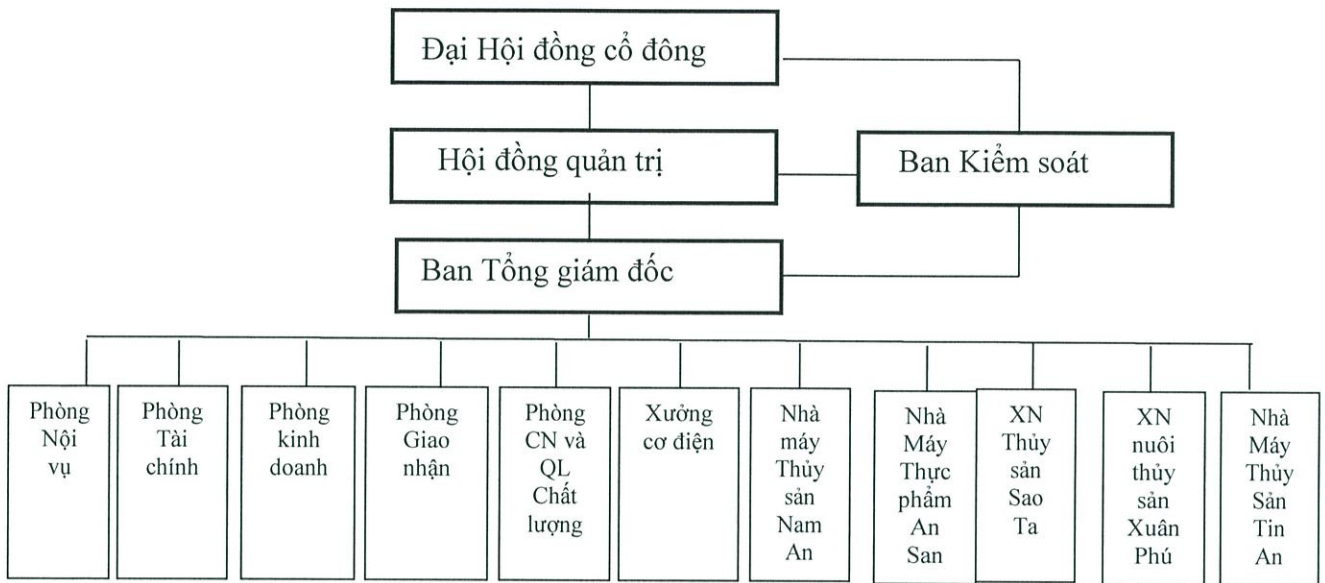 Đại Hội đồng cổ đông
Hội đồng quản trị
Ban Kiểm soát
Ban Tổng giám đốc
Phòng
Nội
vụ
Phòng
Tài
chính
Phòng
kinh
doanh
Phòng
Giao
nhận
Phòng
CN và
QL
Chất
lượng
Xưởng
cơ điện
Nhà
máy
Thủy
sản
Nam
An
Nhà
Máy
Thực
phẩm
An
San
XN
Thủy
sản
Sao
Ta
XN
nuôi
thủy
sản
Xuân
Phú
Nhà
Máy
Thủy
Sản
Tin
An